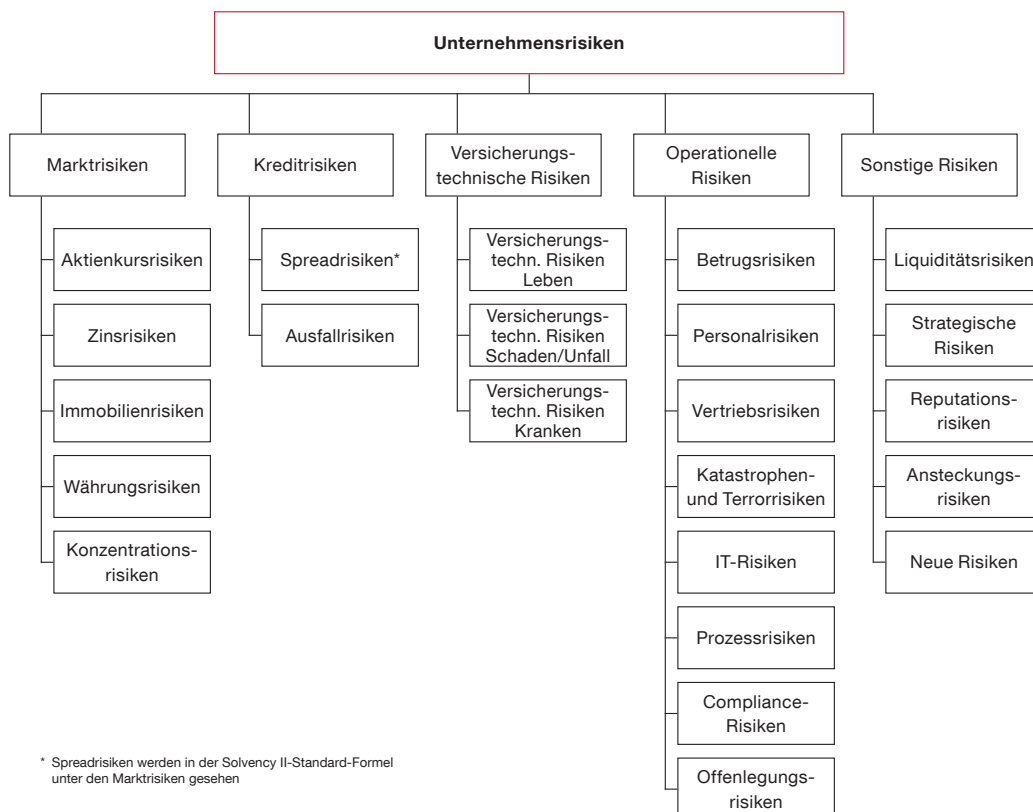 Unternehmensrisiken
Marktrisiken
Aktienkursrisiken
Zinsrisiken
Immobilienrisiken
Währungsrisiken
Konzentrations-
risiken
Kreditrisiken
Spreadrisiken*
Ausfallrisiken
Versicherungs-
technische Risiken
Versicherungs-
techn. Risiken
Leben
Versicherungs-
techn. Risiken
Schaden/Unfall
Versicherungs-
techn. Risiken
Kranken
Operationelle
Risiken
Betrugsrisiken
Personalrisiken
Vertriebsrisiken
Katastrophen-
und Terrorrisiken
IT-Risiken
Prozessrisiken
Compliance-
Risiken
Offenlegungs-
risiken
Sonstige Risiken
Liquiditätsrisiken
Strategische
Risiken
Reputations-
risiken
Ansteckungs-
risiken
Neue Risiken
* Spreadrisiken werden in der Solvency II-Standard-Formel
unter den Marktrisiken gesehen